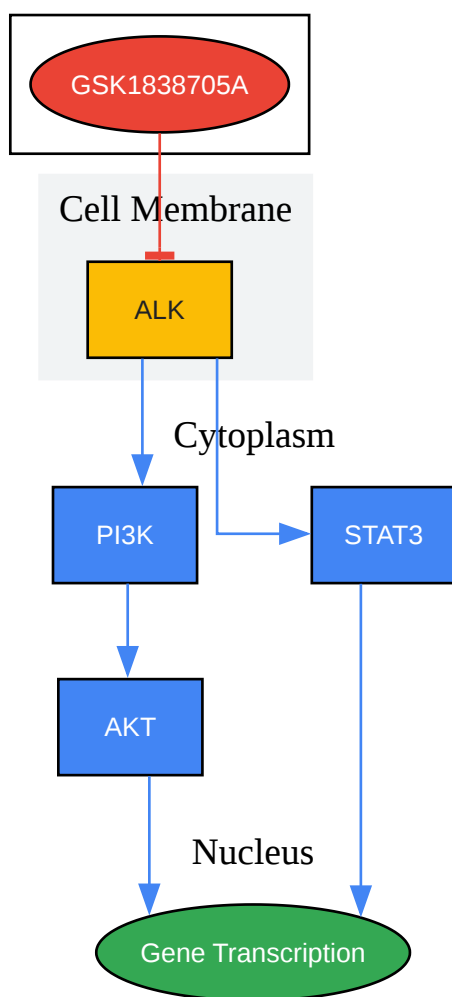 GSK1838705A
Cell Membrane
ALK
Cytoplasm
PI3K
STAT3
AKT
Nucleus
Gene Transcription